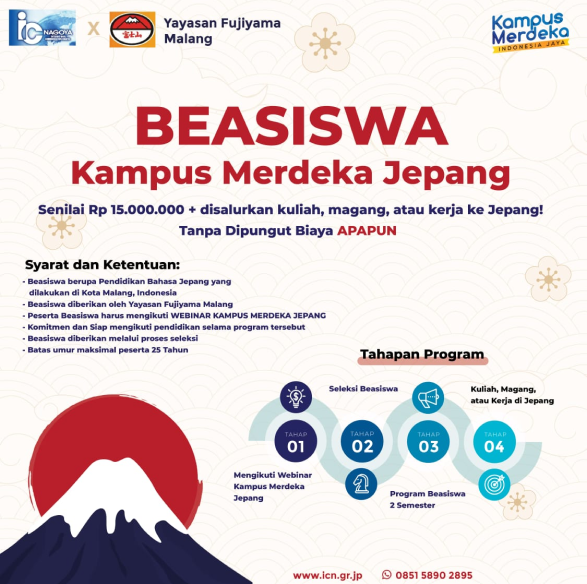 ic NAGOYA
X
富士山
Yayasan Fujiyama
Malang
Kampus
Merdeka
INDONESIA JAYA
BEASISWA
Kampus Merdeka Jepang
Senilai Rp 15.000.000 + disalurkan kuliah, magang, atau kerja ke Jepang!
Tanpa Dipungut Biaya APAPUN
Syarat dan Ketentuan:
- Beasiswa berupa Pendidikan Bahasa Jepang yang
dilakukan di Kota Malang, Indonesia
- Beasiswa diberikan oleh Yayasan Fujiyama Malang
- Peserta Beasiswa harus mengikuti WEBINAR KAMPUS MERDEKA JEPANG
- Komitmen dan Siap mengikuti pendidikan selama program tersebut
- Beasiswa diberikan melalui proses seleksi
- Batas umur maksimal peserta 25 Tahun
Tahapan Program
TAHAP
01
Mengikuti Webinar
Kampus Merdeka
Jepang
Seleksi Beasiswa
TAHAP
02
TAHAP
03
Program Beasiswa
2 Semester
Kuliah, Magang,
atau Kerja di Jepang
TAHAP
04
www.icn.gr.jp
0851 5890 2895